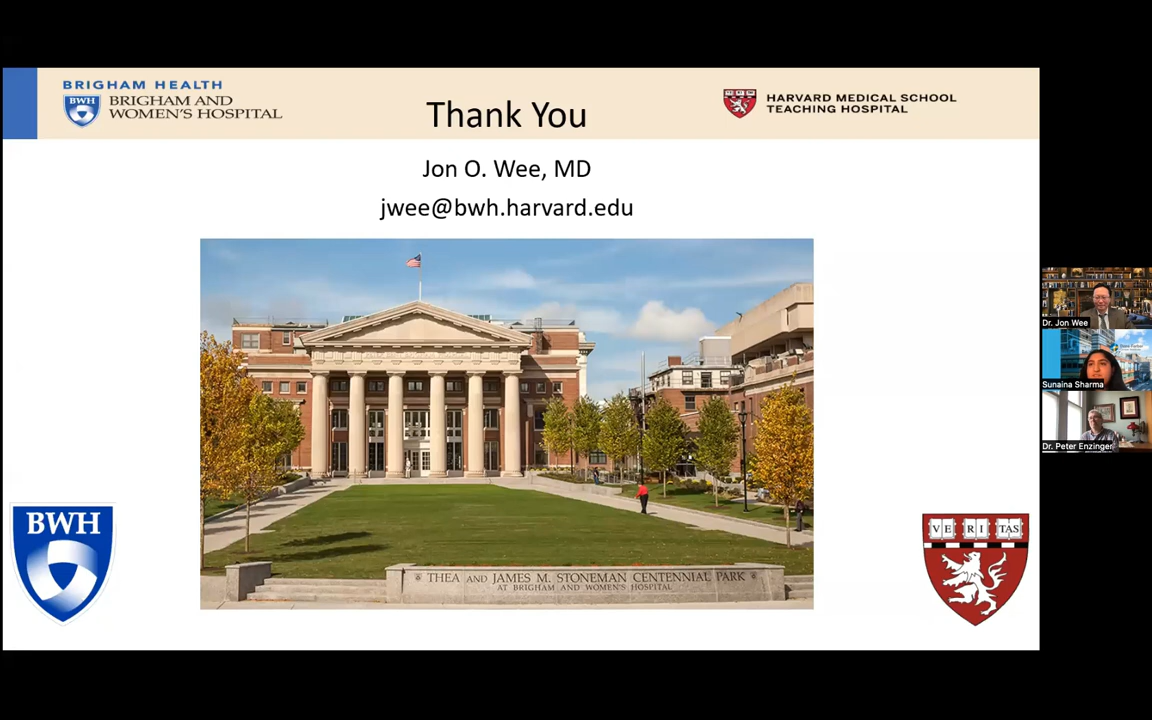 BRIGHAM HEALTH
BWH
BRIGHAM AND
WOMEN'S HOSPITAL
Thank You
HARVARD MEDICAL SCHOOL
TEACHING HOSPITAL
Jon O. Wee, MD
jwee@bwh.harvard.edu
THEA AND JAMES M. STONEMAN CENTENNIAL PARK
AT BRIGHAM AND WOMEN'S HOSPITAL
BWH
VE RI TAS
Dr. Jon Wee
Sunaina Sharma
Dr. Peter Enzinger